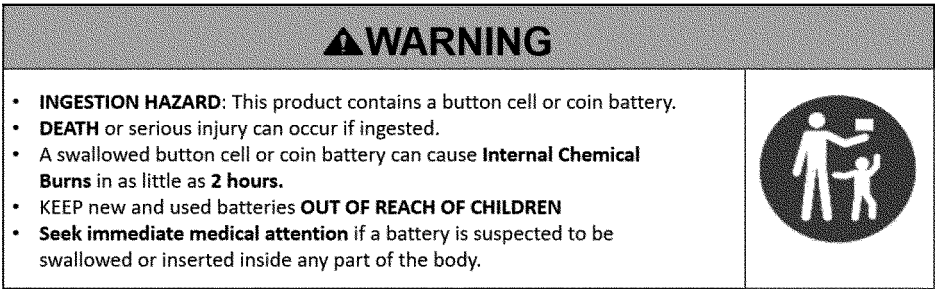 ⚠WARNING
• INGESTION HAZARD: This product contains a button cell or coin battery.
• DEATH or serious injury can occur if ingested.
• A swallowed button cell or coin battery can cause Internal Chemical
Burns in as little as 2 hours.
• KEEP new and used batteries OUT OF REACH OF CHILDREN
• Seek immediate medical attention if a battery is suspected to be
swallowed or inserted inside any part of the body.